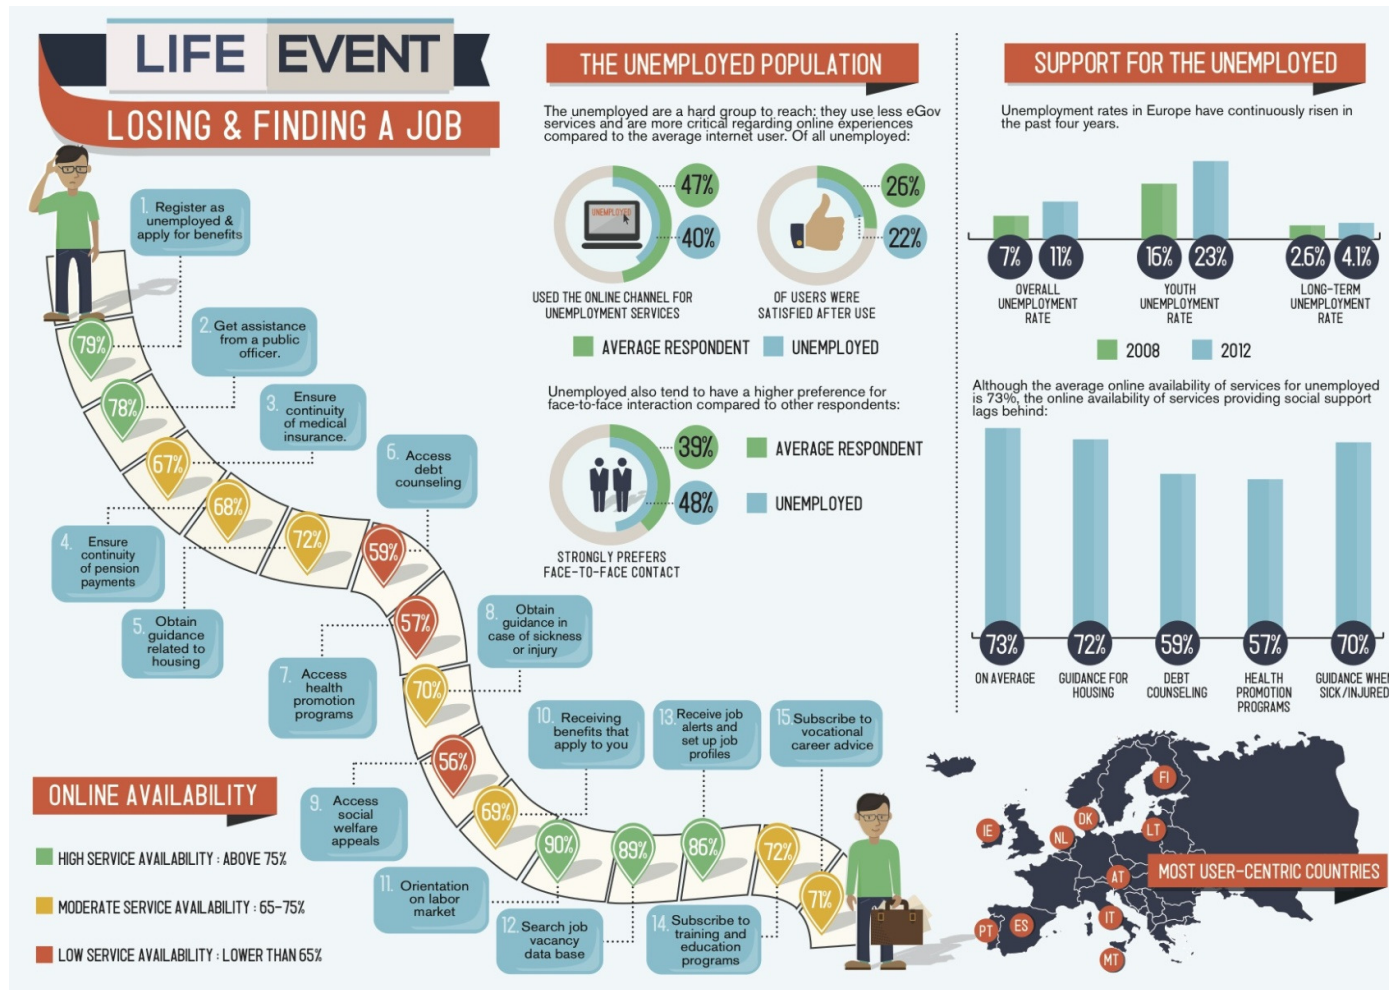 LIFE EVENT
LOSING & FINDING A JOB
1. Register as
unemployed &
apply for benefits
79%
2. Get assistance
from a public
officer.
78%
3. Ensure
continuity
of medical
insurance.
67%
4. Ensure
continuity
of pension
payments
68%
5. Obtain
guidance
related to
housing
72%
6. Access
debt
counseling
59%
7. Access
health
promotion
programs
57%
8. Obtain
guidance in
case of sickness
or injury
70%
9. Access
social
welfare
appeals
56%
10. Receiving
benefits that
apply to you
69%
11. Orientation
on labor
market
90%
12. Search job
vacancy
data base
89%
13. Receive job
alerts and
set up job
profiles
86%
14. Subscribe to
training and
education
programs
72%
15. Subscribe to
vocational
career advice
71%
ONLINE AVAILABILITY
HIGH SERVICE AVAILABILITY : ABOVE 75%
MODERATE SERVICE AVAILABILITY : 65-75%
LOW SERVICE AVAILABILITY : LOWER THAN 65%
THE UNEMPLOYED POPULATION
The unemployed are a hard group to reach: they use less eGov
services and are more critical regarding online experiences
compared to the average internet user. Of all unemployed:
UNEMPLOYED
47%
40%
USED THE ONLINE CHANNEL FOR
UNEMPLOYMENT SERVICES
26%
22%
OF USERS WERE
SATISFIED AFTER USE
AVERAGE RESPONDENT UNEMPLOYED
Unemployed also tend to have a higher preference for
face-to-face interaction compared to other respondents:
39%
48%
AVERAGE RESPONDENT
UNEMPLOYED
STRONGLY PREFERS
FACE-TO-FACE CONTACT
SUPPORT FOR THE UNEMPLOYED
Unemployment rates in Europe have continuously risen in
the past four years.
7% 11%
OVERALL
UNEMPLOYMENT
RATE
16% 23%
YOUTH
UNEMPLOYMENT
RATE
2.6% 4.1%
LONG-TERM
UNEMPLOYMENT
RATE
2008 2012
Although the average online availability of services for unemployed
is 73%, the online availability of services providing social support
lags behind:
73%
ON AVERAGE
72%
GUIDANCE FOR
HOUSING
59%
DEBT
COUNSELING
57%
HEALTH
PROMOTION
PROGRAMS
70%
GUIDANCE WHEN
SICK/INJURED
FI
IE
DK
NL
LT
AT
MOST USER-CENTRIC COUNTRIES
IT
PT
ES
MT